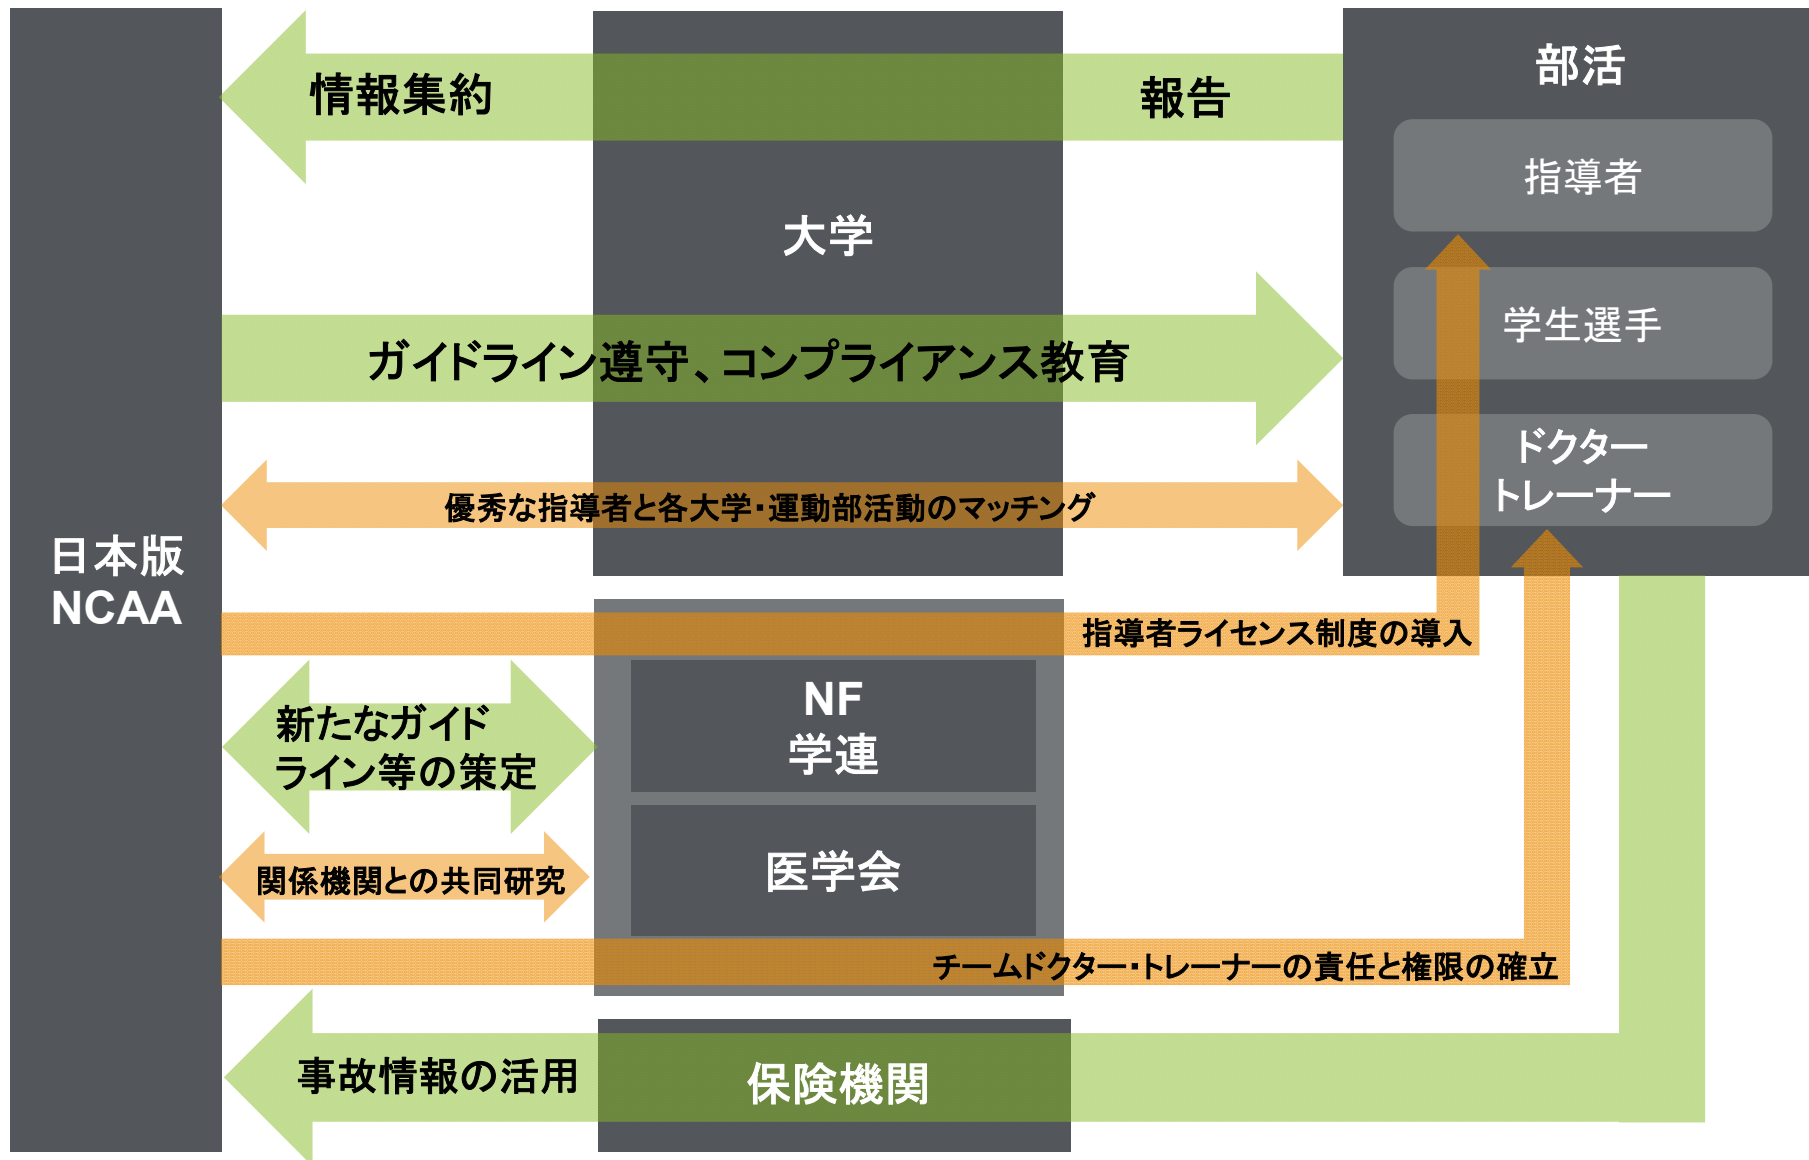 部活
情報集約
報告
指導者
大学
学生選手
ガイドライン遵守、コンプライアンス教育
ドクター
トレーナー
優秀な指導者と各大学・運動部活動のマッチング
日本版
NCAA
指導者ライセンス制度の導入
NF
学連
新たなガイド
ライン等の策定
医学会
関係機関との共同研究
チームドクター・トレーナーの責任と権限の確立
事故情報の活用
保険機関